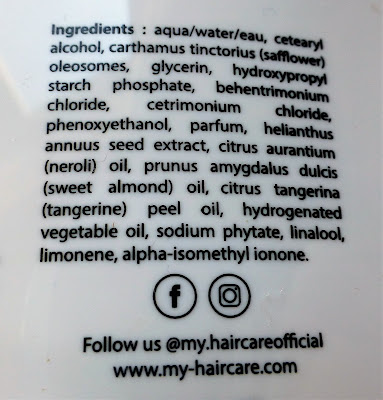 Ingredients : aqua/water/eau, cetearyl
alcohol, carthamus tinctorius (safflower)
oleosomes, glycerin, hydroxypropyl
starch phosphate, behentrimonium
chloride, cetrimonium chloride,
phenoxyethanol, parfum, helianthus
annuus seed extract, citrus aurantium
(neroli) oil, prunus amygdalus dulcis
(sweet almond) oil, citrus tangerina
(tangerine) peel oil, hydrogenated
vegetable oil, sodium phytate, linalool,
limonene, alpha-isomethyl ionone.
f
Follow us @my.haircareofficial
www.my-haircare.com